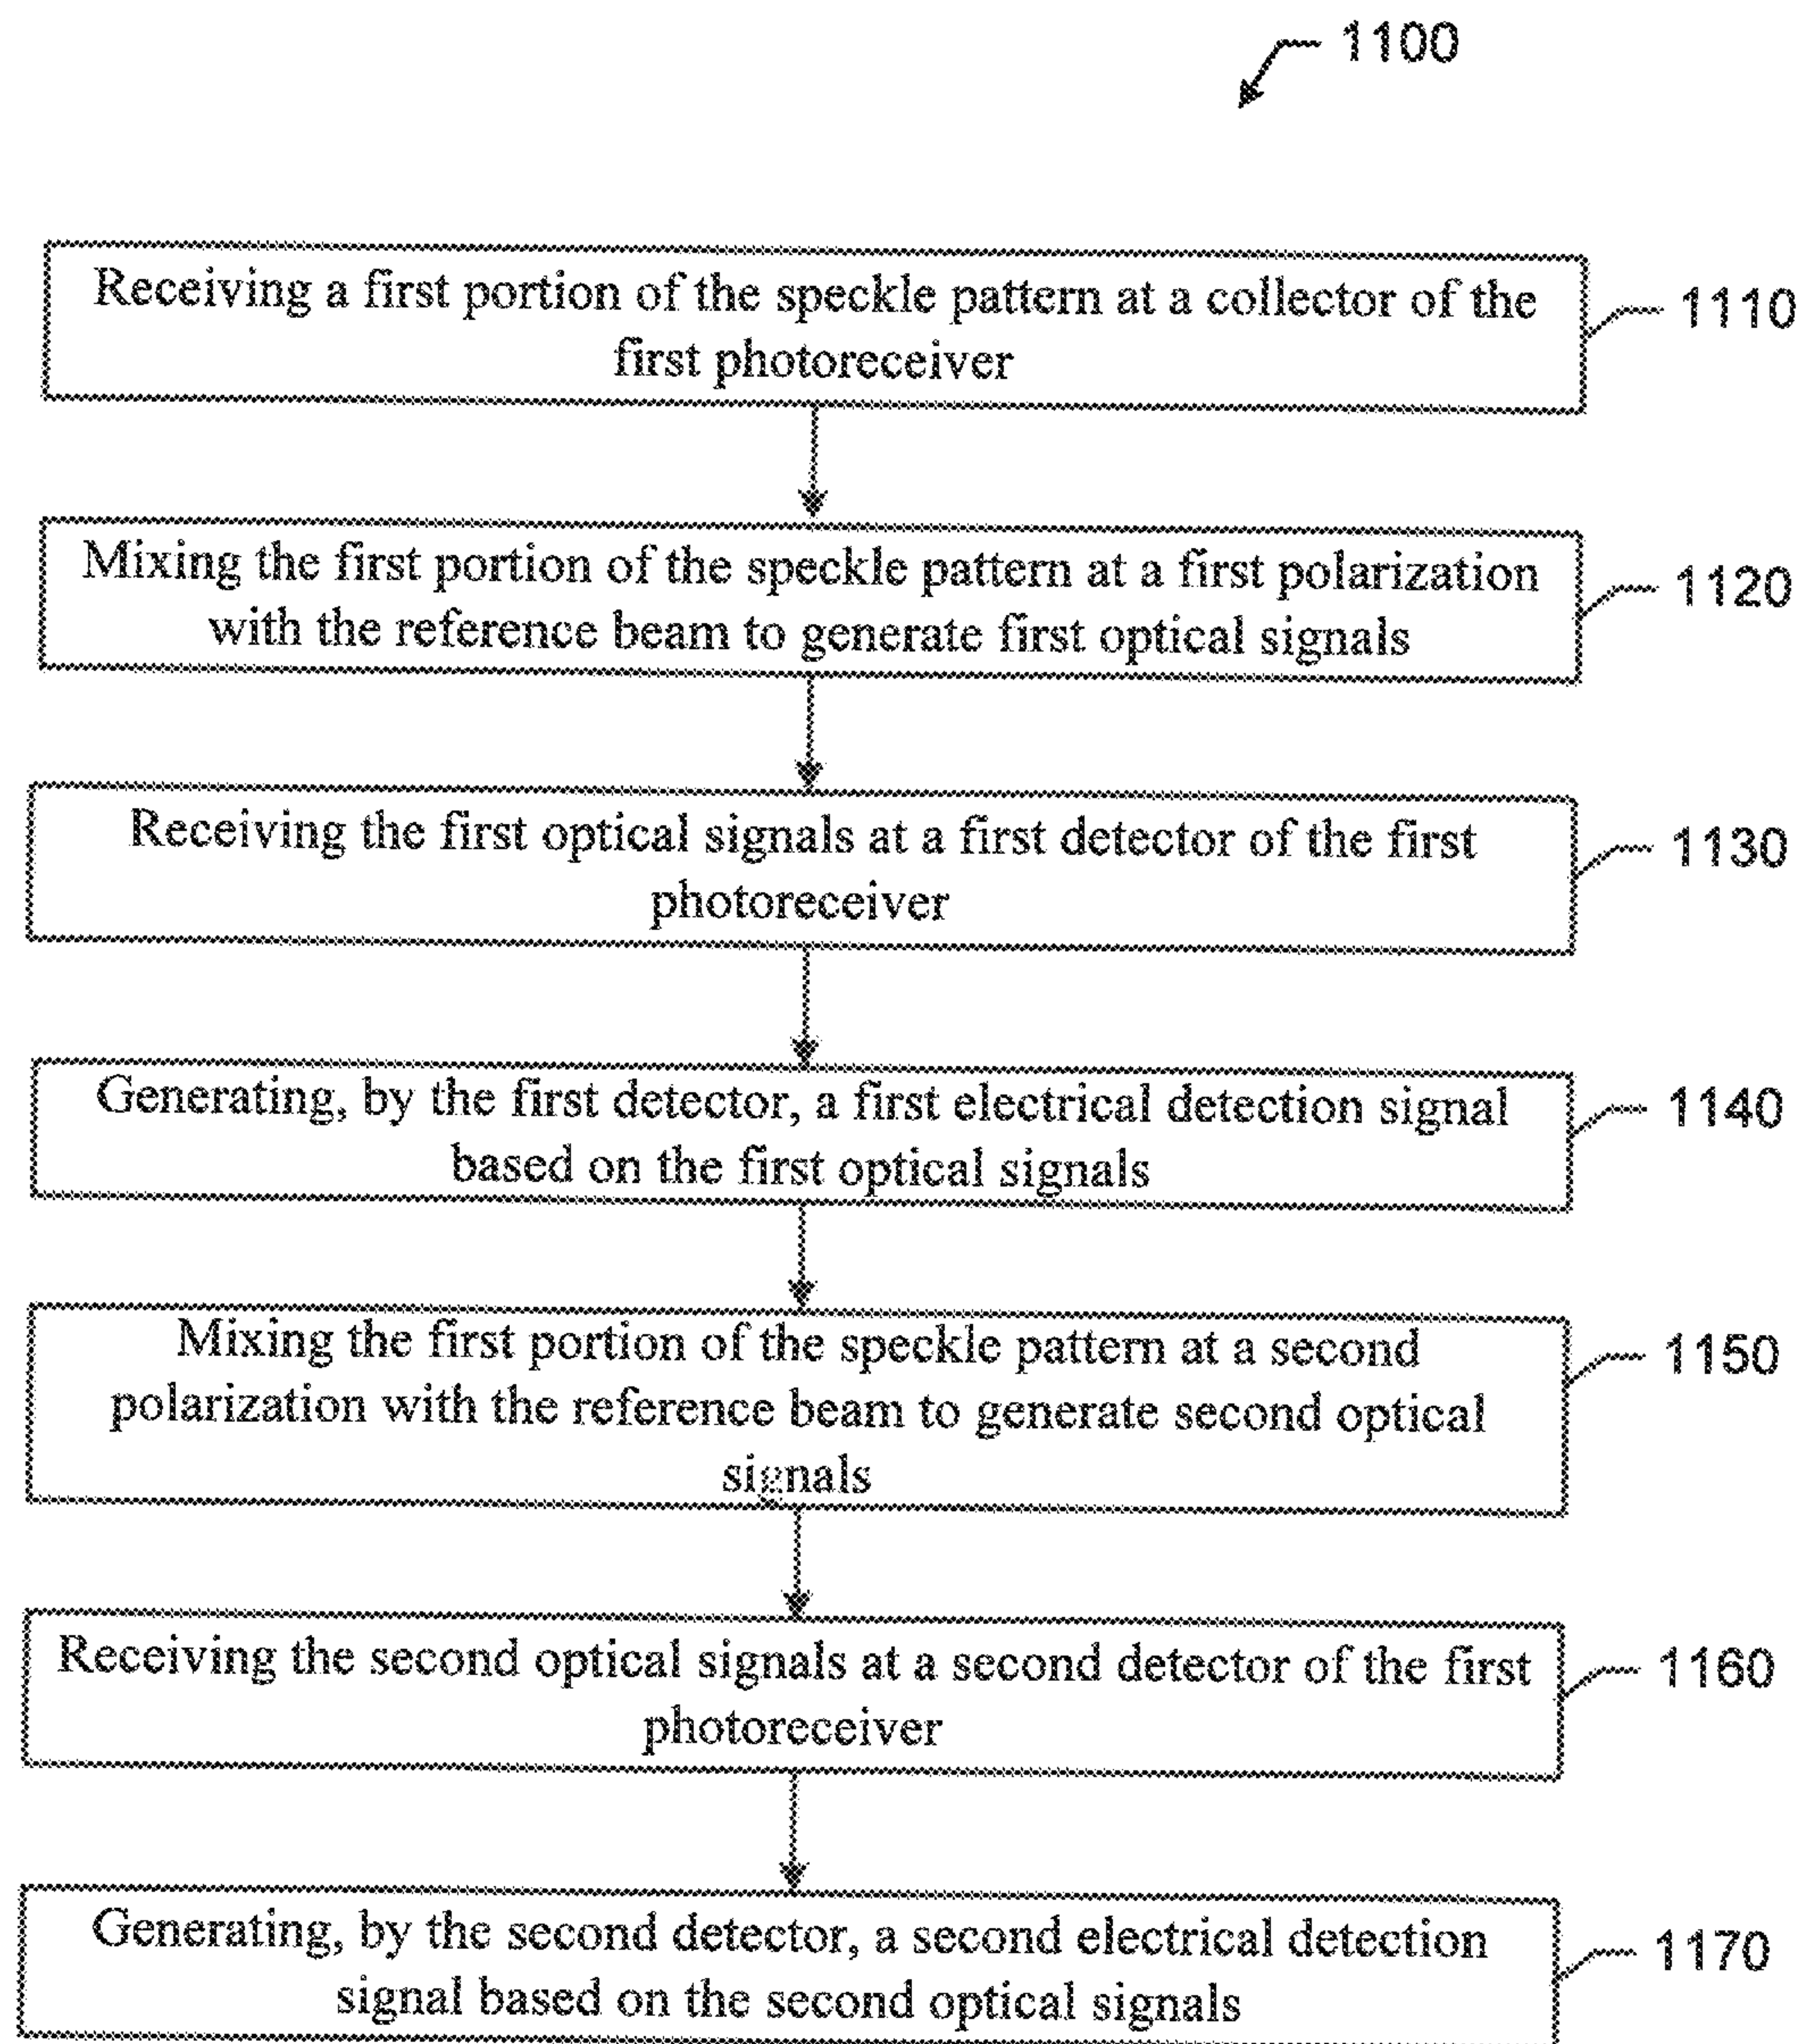 1100
Receiving a first portion of the speckle pattern at a collector of the
first photoreceiver
1110
Mixing the first portion of the speckle pattern at a first polarization
with the reference beam to generate first optical signals
1120
Receiving the first optical signals at a first detector of the first
photoreceiver
1130
Generating, by the first detector, a first electrical detection signal
based on the first optical signals
1140
Mixing the first portion of the speckle pattern at a second
polarization with the reference beam to generate second optical
signals
1150
Receiving the second optical signals at a second detector of the first
photoreceiver
1160
Generating, by the second detector, a second electrical detection
signal based on the second optical signals
1170